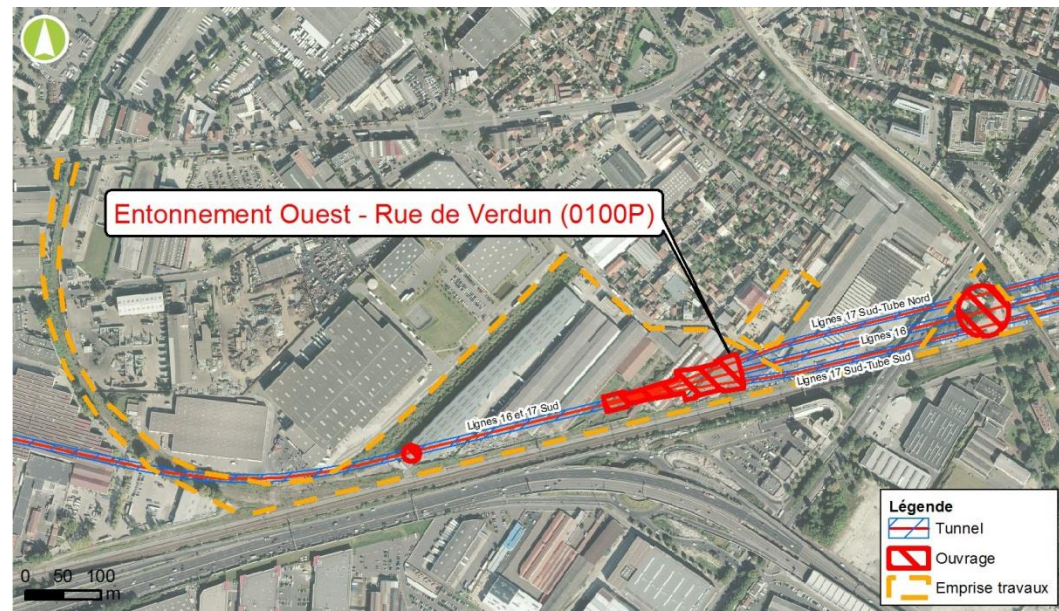 Entonnement Ouest - Rue de Verdun (0100P)
Lignes 17 Sud-Tube Nord
Lignes 16
Lignes 17 Sud-Tube Sud
Lignes 16 et 17 Sud
Légende
Tunnel
Ouvrage
Emprise travaux
0 50 100
m